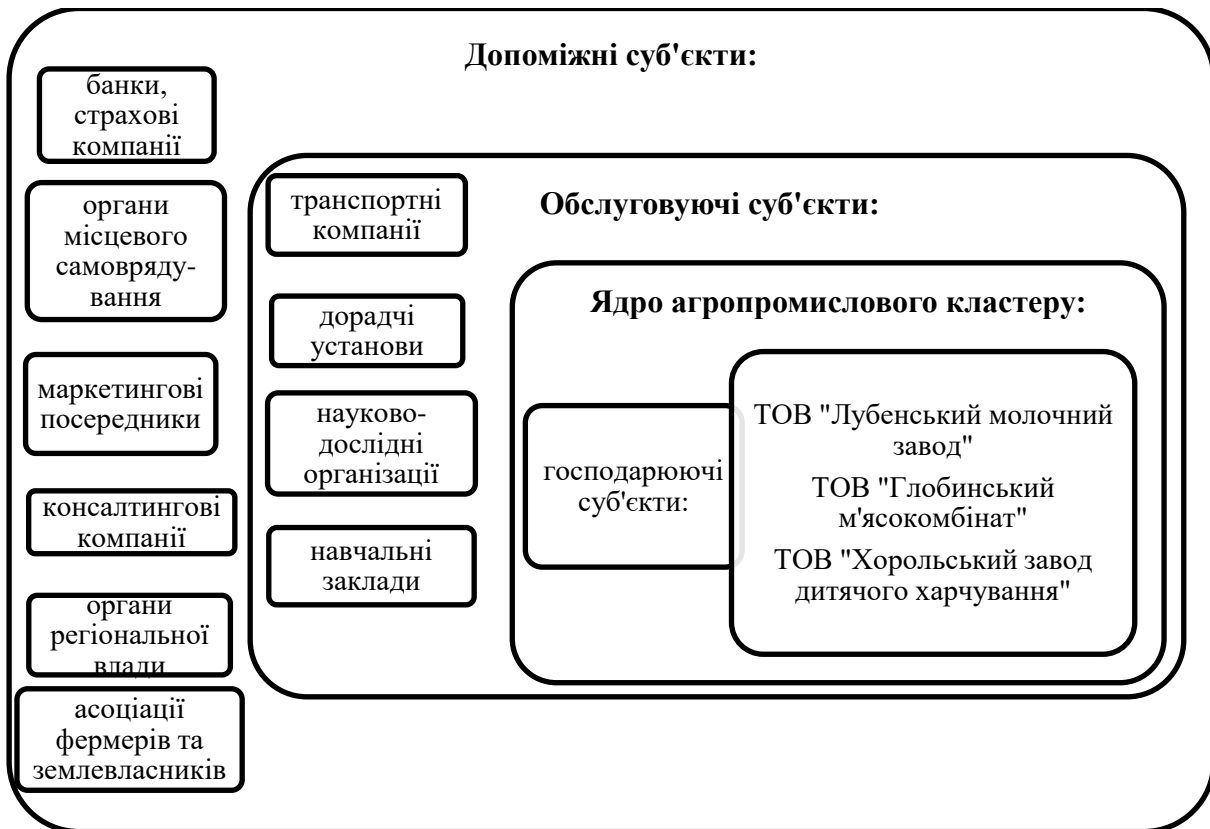 Допоміжні суб'єкти:
банки,
страхові
компанії
органи
місцевого
самовряду-
вання
маркетингові
посередники
консалтингові
компанії
органи
регіональної
влади
асоціації
фермерів та
землевласників
Обслуговуючі суб'єкти:
транспортні
компанії
дорадчі
установи
науково-
дослідні
організації
навчальні
заклади
Ядро агропромислового кластеру:
господарюючі
суб'єкти:
ТОВ "Лубенський молочний
завод"
ТОВ "Глобинський
м'ясокомбінат"
ТОВ "Хорольський завод
дитячого харчування"